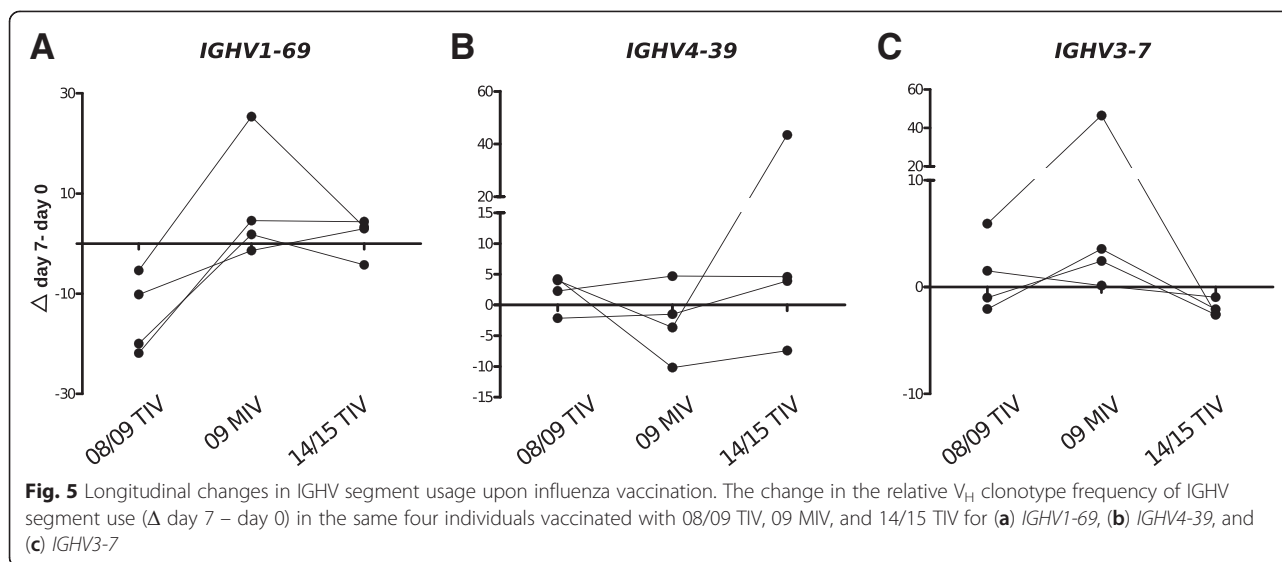 A IGHV1-69
B IGHV4-39
C IGHV3-7
Δ day 7- day 0
30
10
-10
-30
08/09 TIV
09 MIV
14/15 TIV
60
40
20
15
10
5
0
-5
-10
-15
08/09 TIV
09 MIV
14/15 TIV
60
40
20
10
0
-10
08/09 TIV
09 MIV
14/15 TIV
Fig. 5 Longitudinal changes in IGHV segment usage upon influenza vaccination. The change in the relative VH clonotype frequency of IGHV
segment use (Δ day 7 – day 0) in the same four individuals vaccinated with 08/09 TIV, 09 MIV, and 14/15 TIV for (a) IGHV1-69, (b) IGHV4-39, and
(c) IGHV3-7